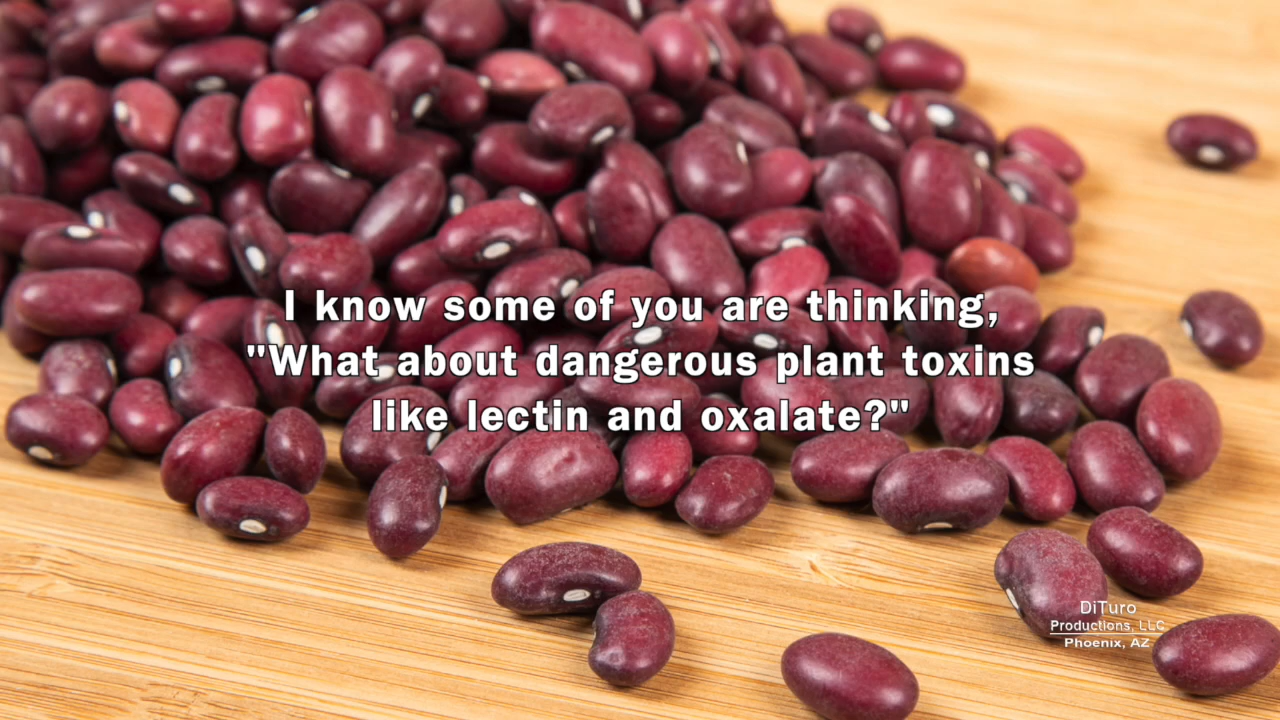 I know some of you are thinking,
"What about dangerous plant toxins
like lectin and oxalate?"
DiTuro
Productions, LLC
Phoenix, AZ